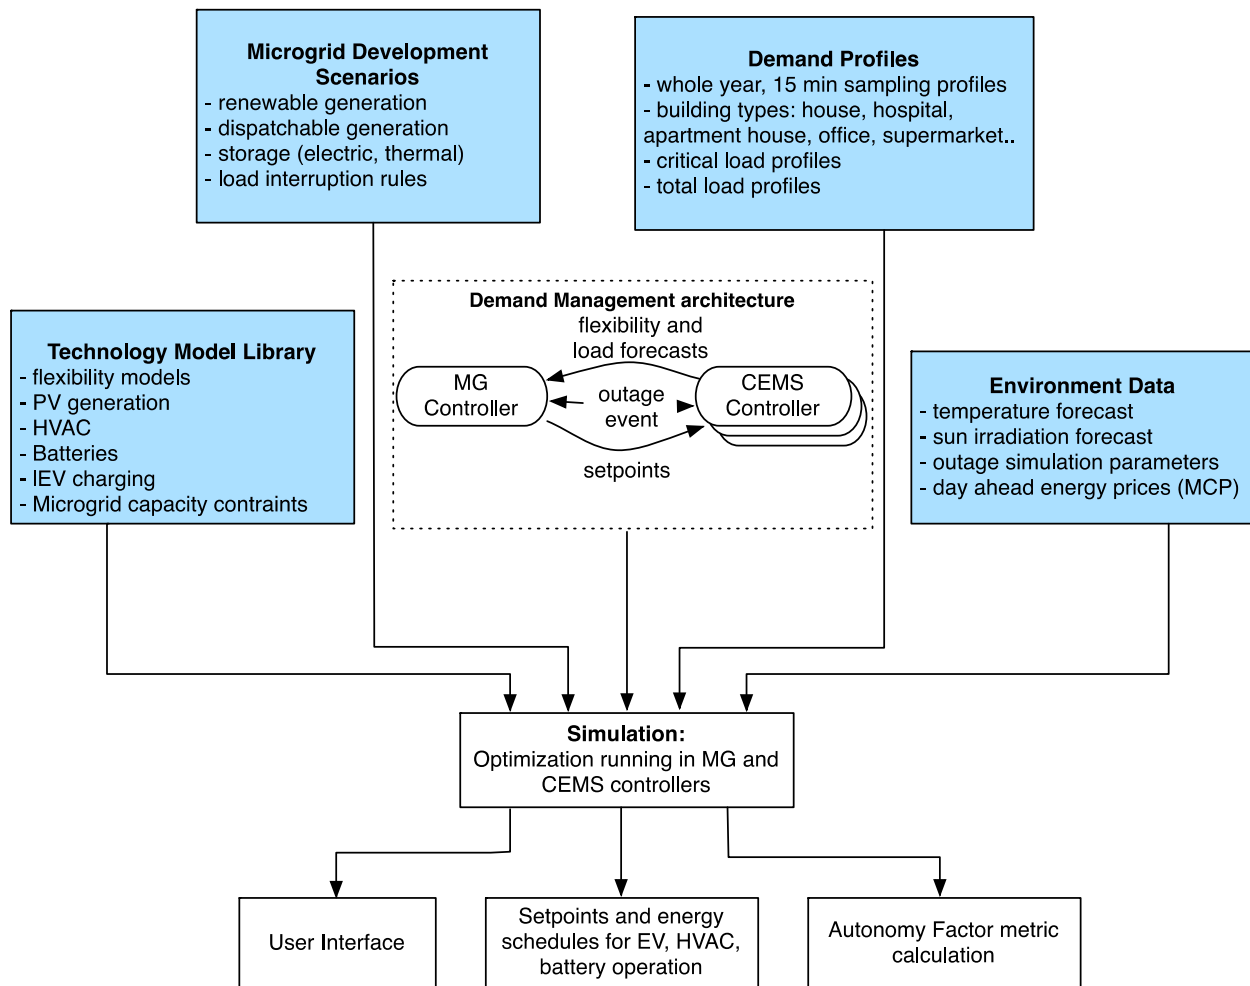 Microgrid Development
Scenarios
- renewable generation
- dispatchable generation
- storage (electric, thermal)
- load interruption rules
Demand Profiles
- whole year, 15 min sampling profiles
- building types: house, hospital,
apartment house, office, supermarket..
- critical load profiles
- total load profiles
Technology Model Library
- flexibility models
- PV generation
- HVAC
- Batteries
- IEV charging
- Microgrid capacity contraints
Demand Management architecture
flexibility and
load forecasts
MG
Controller
outage
event
CEMS
Controller
setpoints
Environment Data
- temperature forecast
- sun irradiation forecast
- outage simulation parameters
- day ahead energy prices (MCP)
Simulation:
Optimization running in MG and
CEMS controllers
User Interface
Setpoints and energy
schedules for EV, HVAC,
battery operation
Autonomy Factor metric
calculation